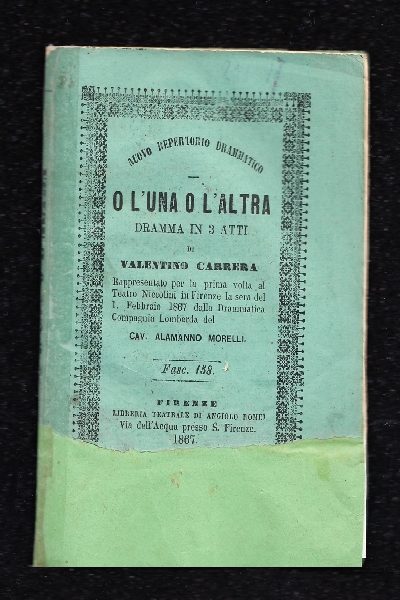 NUOVO REPERTORIO DRAMMATICO
O L'UNA O L'ALTRA
DRAMMA IN 3 ATTI
DI
VALENTINO CARRERA
Rappresentato per la prima volta al
Teatro Niccolini in Firenze la sera del
1. Febbraio 1867 dalla Drammatica
Compagnia Lombarda del
CAV. ALAMANNO MORELLI.
Fasc. 158.
FIRENZE
LIBRERIA TEATRALE DI ANGIOLO ROMEI
Via dell'Acqua presso S. Firenze.
1867